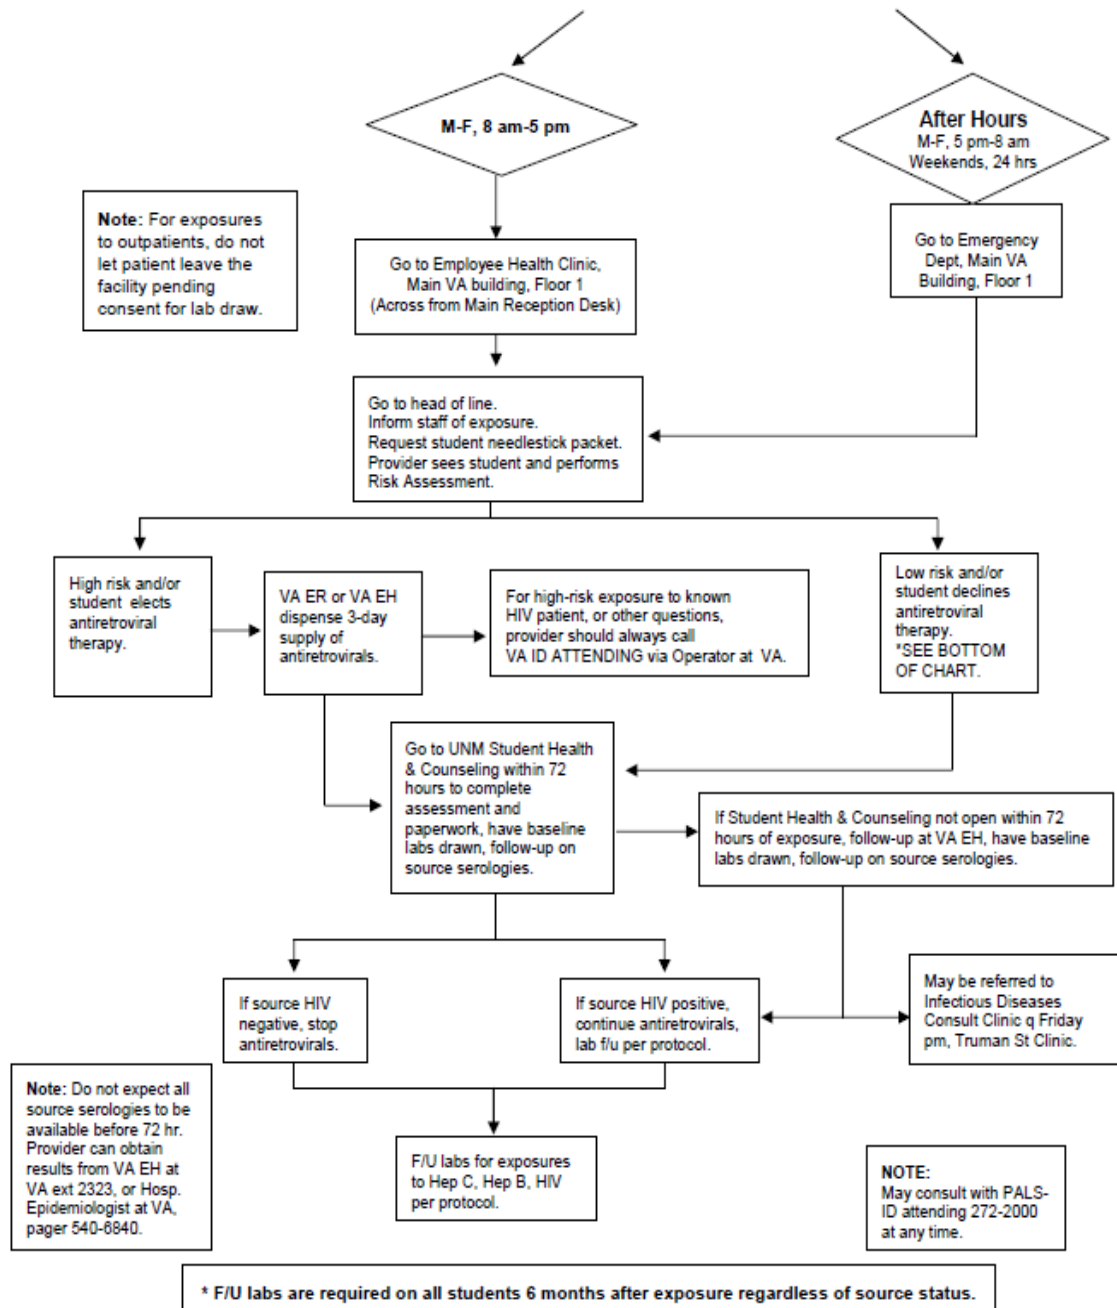 M-F, 8 am-5 pm
After Hours
M-F, 5 pm-8 am
Weekends, 24 hrs
Note: For exposures
to outpatients, do not
let patient leave the
facility pending
consent for lab draw.
Go to Employee Health Clinic,
Main VA building, Floor 1
(Across from Main Reception Desk)
Go to Emergency
Dept, Main VA
Building, Floor 1
Go to head of line.
Inform staff of exposure.
Request student needlestick packet.
Provider sees student and performs
Risk Assessment.
High risk and/or
student elects
antiretroviral
therapy.
VA ER or VA EH
dispense 3-day
supply of
antiretrovirals.
For high-risk exposure to known
HIV patient, or other questions,
provider should always call
VA ID ATTENDING via Operator at VA.
Low risk and/or
student declines
antiretroviral
therapy.
*SEE BOTTOM
OF CHART.
Go to UNM Student Health
& Counseling within 72
hours to complete
assessment and
paperwork, have baseline
labs drawn, follow-up on
source serologies.
If Student Health & Counseling not open within 72
hours of exposure, follow-up at VA EH, have baseline
labs drawn, follow-up on source serologies.
If source HIV
negative, stop
antiretrovirals.
If source HIV positive,
continue antiretrovirals,
lab f/u per protocol.
May be referred to
Infectious Diseases
Consult Clinic q Friday
pm, Truman St Clinic.
Note: Do not expect all
source serologies to be
available before 72 hr.
Provider can obtain
results from VA EH at
VA ext 2323, or Hosp.
Epidemiologist at VA,
pager 540-6840.
F/U labs for exposures
to Hep C, Hep B, HIV
per protocol.
NOTE:
May consult with PALS-
ID attending 272-2000
at any time.
* F/U labs are required on all students 6 months after exposure regardless of source status.